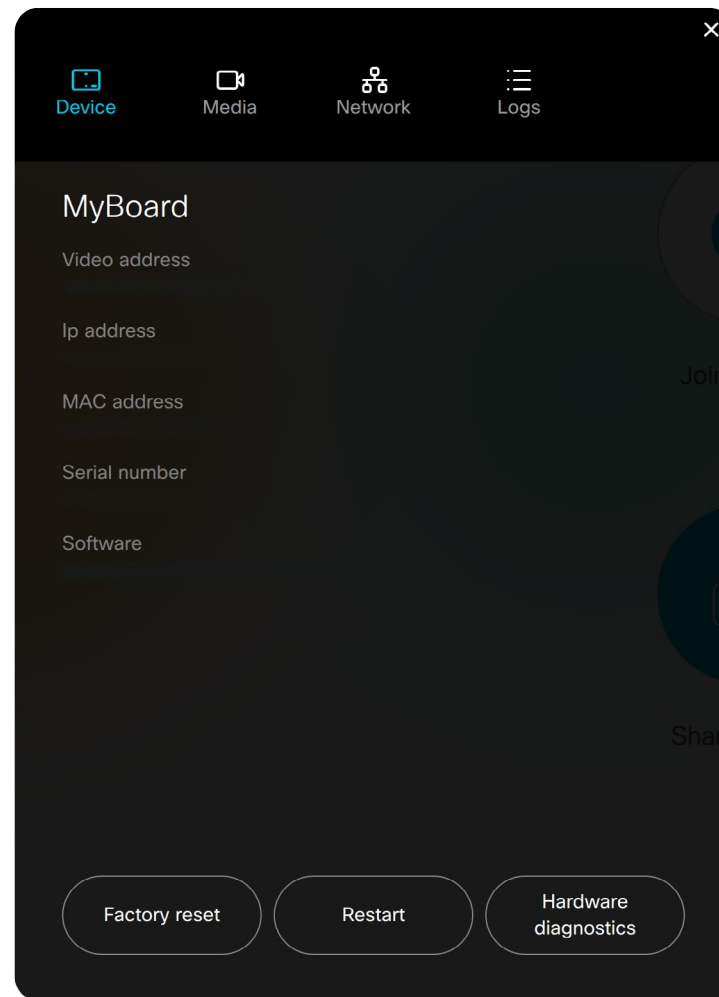 Device
Media
Network
Logs
MyBoard
Video address
Ip address
MAC address
Serial number
Software
Factory reset
Restart
Hardware
diagnostics